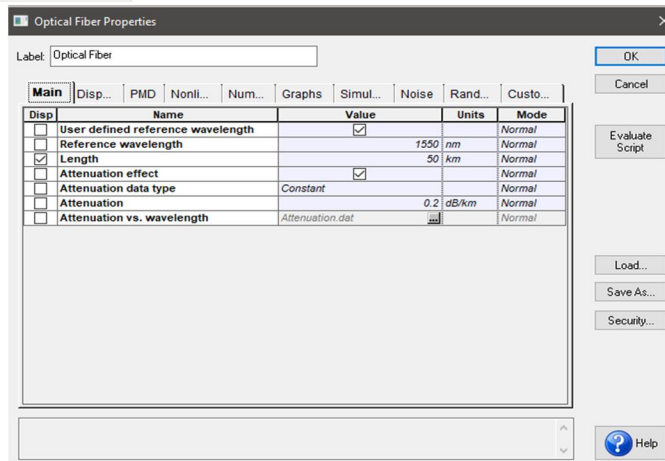 Optical Fiber Properties
Label: Optical Fiber
OK
Cancel
Evaluate
Script
Load...
Save As...
Security...
Help
Main Disp... PMD Nonli... Num... Graphs Simul... Noise Rand... Custo...
Disp Name Value Units Mode
User defined reference wavelength Normal
Reference wavelength 1550 nm Normal
Length 50 km Normal
Attenuation effect Normal
Attenuation data type Constant Normal
Attenuation 0.2 dB/km Normal
Attenuation vs. wavelength Attenuation.dat ... Normal